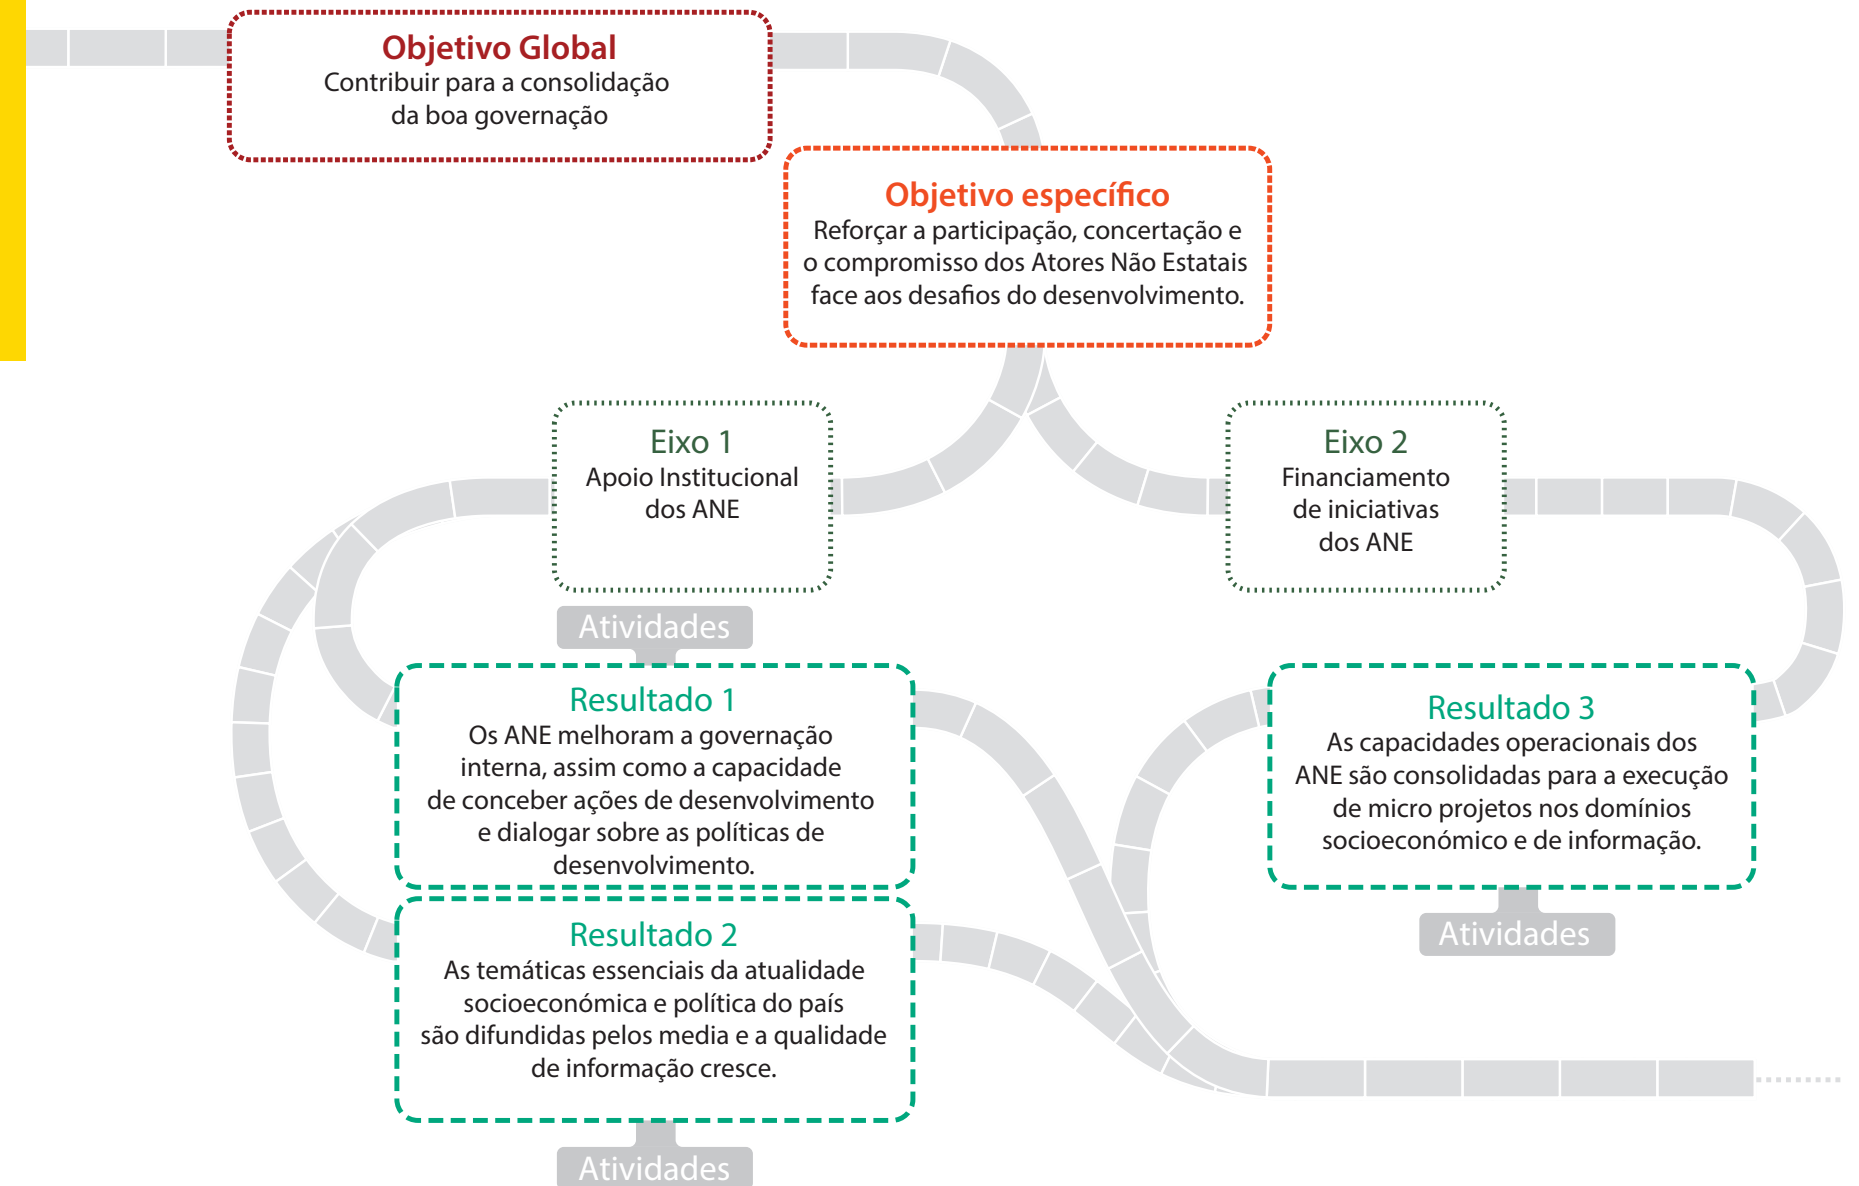 Objetivo Global
Contribuir para a consolidação
da boa governação
Objetivo específico
Reforçar a participação, concertação e
o compromisso dos Atores Não Estatais
face aos desafios do desenvolvimento.
Eixo 1
Apoio Institucional
dos ANE
Eixo 2
Financiamento
de iniciativas
dos ANE
Atividades
Resultado 1
Os ANE melhoram a governação
interna, assim como a capacidade
de conceber ações de desenvolvimento
e dialogar sobre as políticas de
desenvolvimento.
Resultado 3
As capacidades operacionais dos
ANE são consolidadas para a execução
de micro projetos nos domínios
socioeconómico e de informação.
Atividades
Resultado 2
As temáticas essenciais da atualidade
socioeconómica e política do país
são difundidas pelos media e a qualidade
de informação cresce.
Atividades